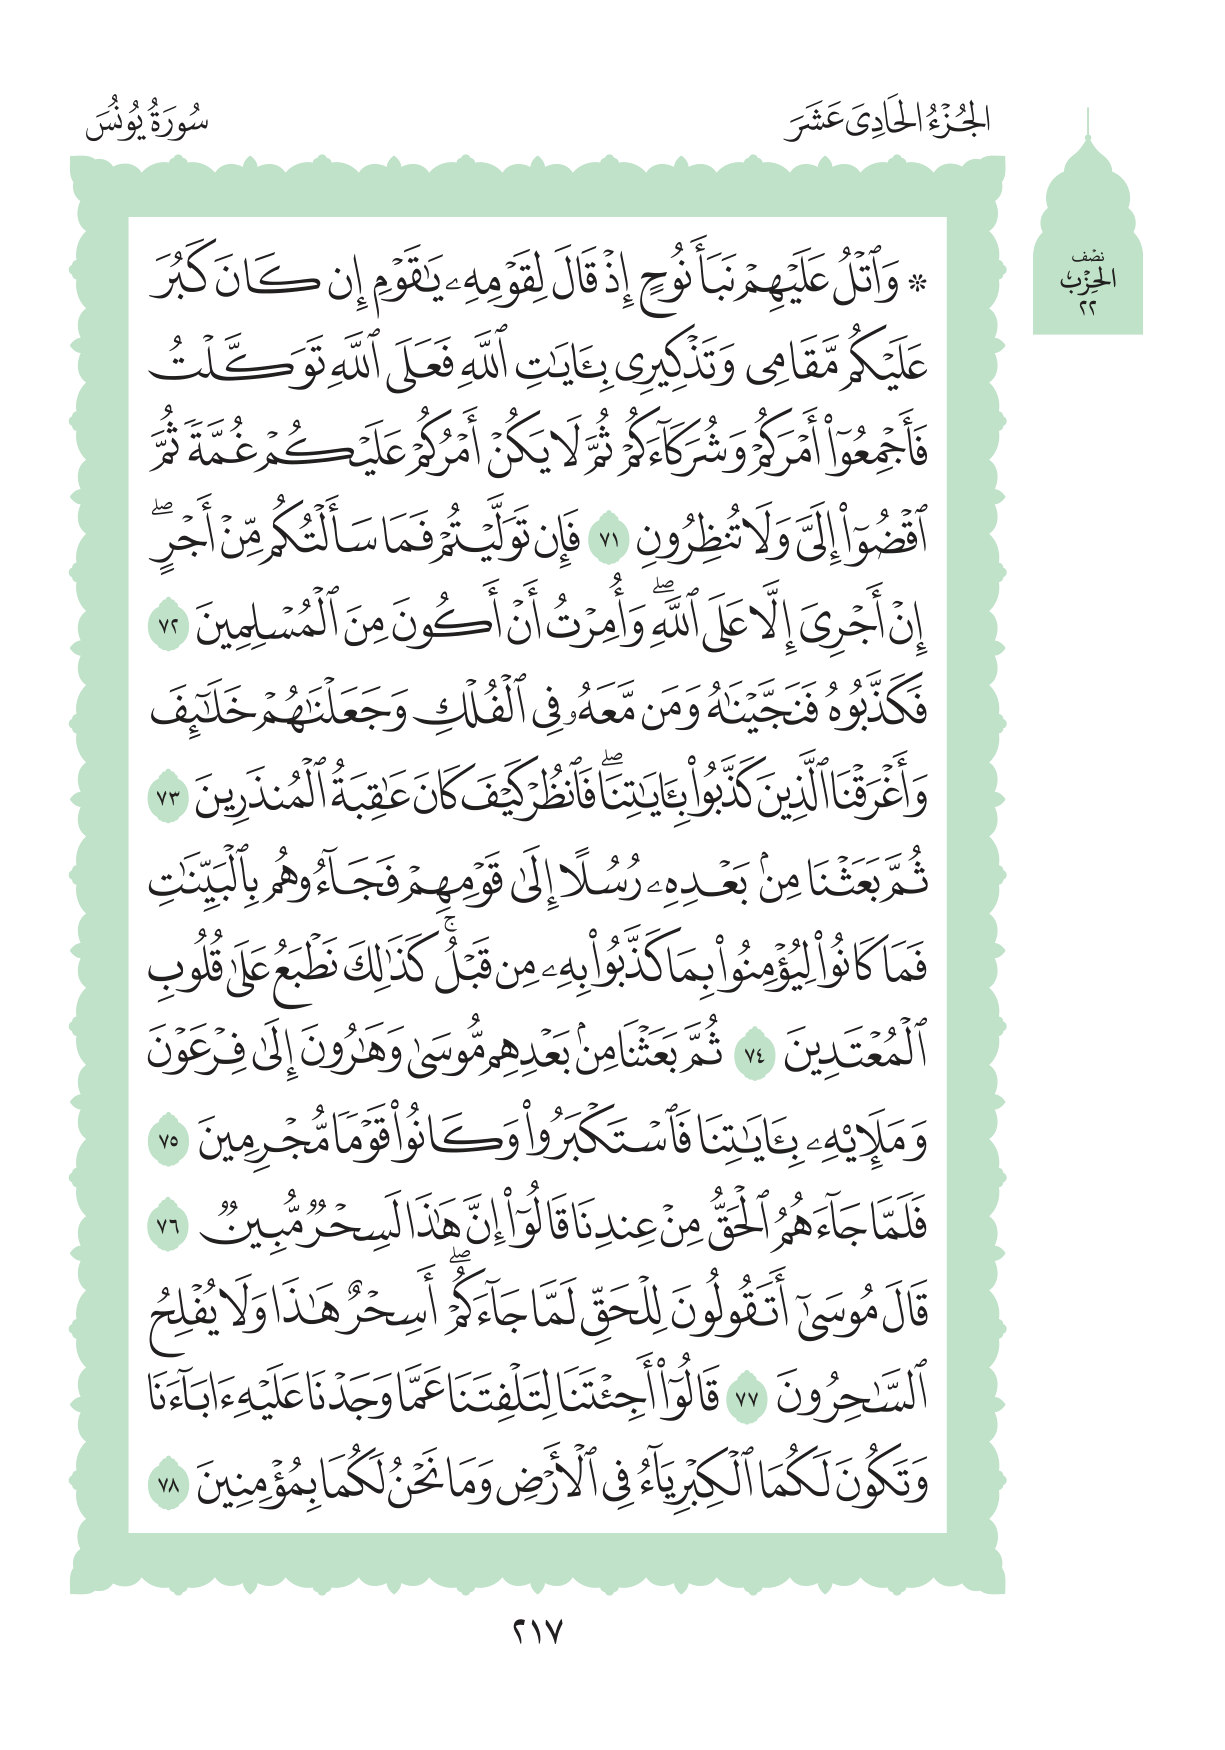 الجُزْءُ الحَادِيَ عَشَرَ
سُورَةُ يُونُسَ
نصف
الحِزْب
٢٢
۞ وَٱتْلُ عَلَيْهِمْ نَبَأَ نُوحٍ إِذْ قَالَ لِقَوْمِهِۦ يَٰقَوْمِ إِن كَانَ كَبُرَ
عَلَيْكُم مَّقَامِى وَتَذْكِيرِى بِـَٔايَٰتِ ٱللَّهِ فَعَلَى ٱللَّهِ تَوَكَّلْتُ
فَأَجْمِعُوٓا۟ أَمْرَكُمْ وَشُرَكَآءَكُمْ ثُمَّ لَا يَكُنْ أَمْرُكُمْ عَلَيْكُمْ غُمَّةً ثُمَّ
ٱقْضُوٓا۟ إِلَىَّ وَلَا تُنظِرُونِ ٧١ فَإِن تَوَلَّيْتُمْ فَمَا سَأَلْتُكُم مِّنْ أَجْرٍ ۖ
إِنْ أَجْرِىَ إِلَّا عَلَى ٱللَّهِ ۖ وَأُمِرْتُ أَنْ أَكُونَ مِنَ ٱلْمُسْلِمِينَ ٧٢
فَكَذَّبُوهُ فَنَجَّيْنَٰهُ وَمَن مَّعَهُۥ فِى ٱلْفُلْكِ وَجَعَلْنَٰهُمْ خَلَٰٓئِفَ
وَأَغْرَقْنَا ٱلَّذِينَ كَذَّبُوا۟ بِـَٔايَٰتِنَا ۖ فَٱنظُرْ كَيْفَ كَانَ عَٰقِبَةُ ٱلْمُنذَرِينَ ٧٣
ثُمَّ بَعَثْنَا مِنۢ بَعْدِهِۦ رُسُلًا إِلَىٰ قَوْمِهِمْ فَجَآءُوهُم بِٱلْبَيِّنَٰتِ
فَمَا كَانُوا۟ لِيُؤْمِنُوا۟ بِمَا كَذَّبُوا۟ بِهِۦ مِن قَبْلُ ۚ كَذَٰلِكَ نَطْبَعُ عَلَىٰ قُلُوبِ
ٱلْمُعْتَدِينَ ٧٤ ثُمَّ بَعَثْنَا مِنۢ بَعْدِهِم مُّوسَىٰ وَهَٰرُونَ إِلَىٰ فِرْعَوْنَ
وَمَلَإِي۟هِۦ بِـَٔايَٰتِنَا فَٱسْتَكْبَرُوا۟ وَكَانُوا۟ قَوْمًا مُّجْرِمِينَ ٧٥
فَلَمَّا جَآءَهُمُ ٱلْحَقُّ مِنْ عِندِنَا قَالُوٓا۟ إِنَّ هَٰذَا لَسِحْرٌ مُّبِينٌ ٧٦
قَالَ مُوسَىٰٓ أَتَقُولُونَ لِلْحَقِّ لَمَّا جَآءَكُمْ ۖ أَسِحْرٌ هَٰذَا وَلَا يُفْلِحُ
ٱلسَّٰحِرُونَ ٧٧ قَالُوٓا۟ أَجِئْتَنَا لِتَلْفِتَنَا عَمَّا وَجَدْنَا عَلَيْهِ ءَابَآءَنَا
وَتَكُونَ لَكُمَا ٱلْكِبْرِيَآءُ فِى ٱلْأَرْضِ وَمَا نَحْنُ لَكُمَا بِمُؤْمِنِينَ ٧٨
٢١٧